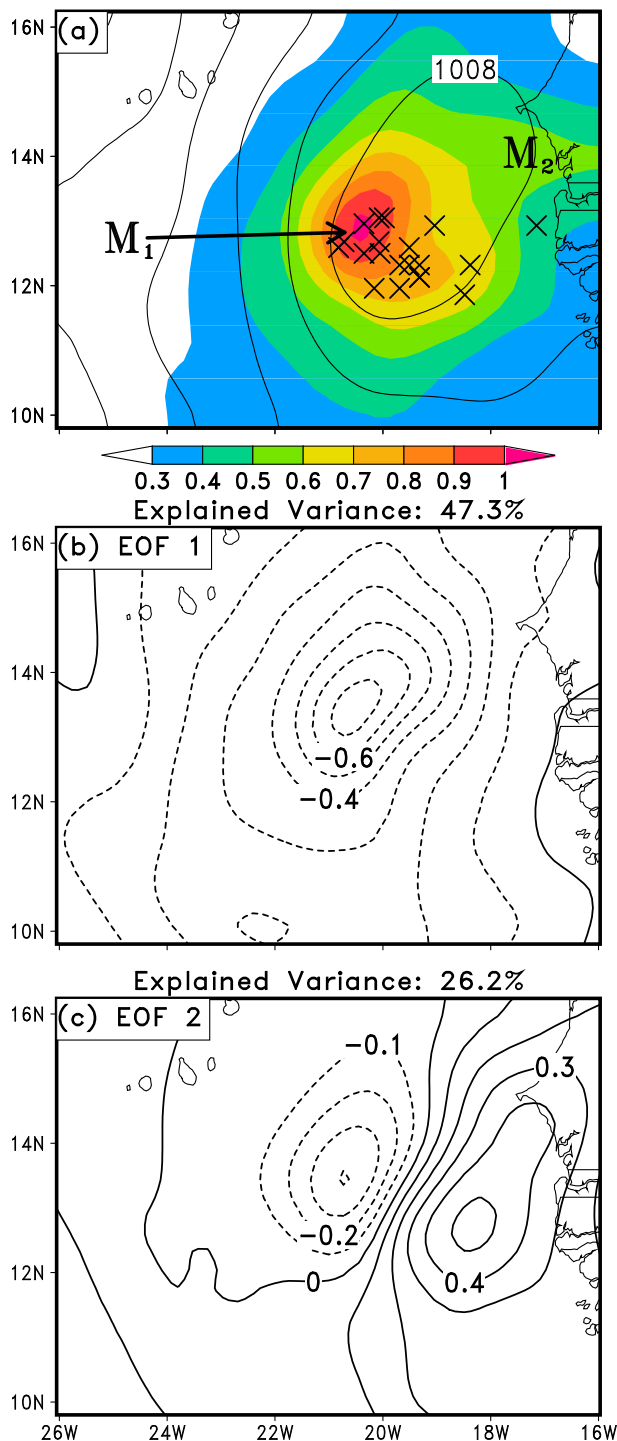 16N
(a)
1008
14N
M2
M1
12N
10N
0.3 0.4 0.5 0.6 0.7 0.8 0.9 1
Explained Variance: 47.3%
16N
(b) EOF 1
14N
-0.6
-0.4
12N
10N
Explained Variance: 26.2%
16N
(c) EOF 2
-0.1
0.3
14N
-0.2
12N
0
0.4
10N
26W 24W 22W 20W 18W 16W